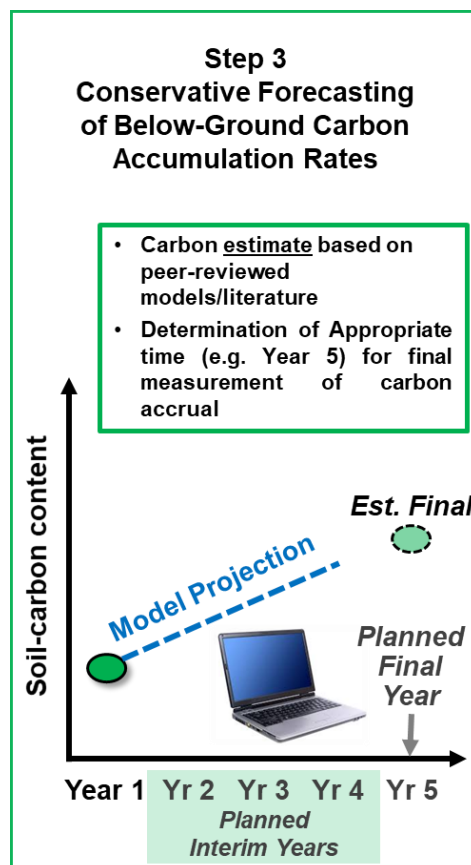 Step 3
Conservative Forecasting
of Below-Ground Carbon
Accumulation Rates
• Carbon estimate based on
peer-reviewed
models/literature
• Determination of Appropriate
time (e.g. Year 5) for final
measurement of carbon
accrual
Soil-carbon content
Est. Final
Model Projection
Planned
Final
Year
Year 1 Yr 2 Yr 3 Yr 4 Yr 5
Planned
Interim Years